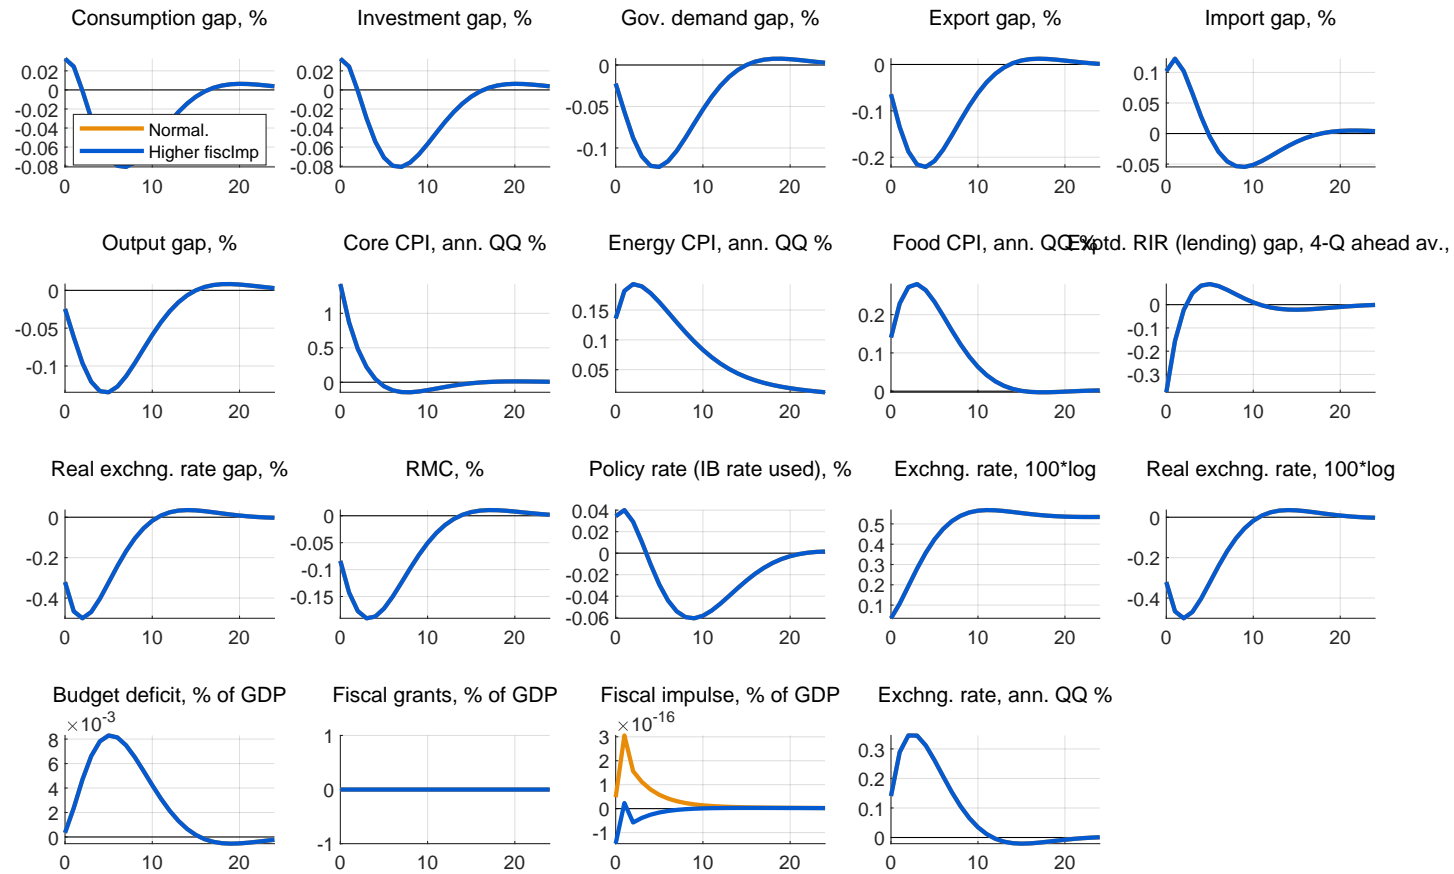 Consumption gap, %
Investment gap, %
Gov. demand gap, %
Export gap, %
Import gap, %
0.02
0
-0.02
-0.04
-0.06
-0.08
0 10 20
Normal.
Higher fiscImp
0.02
0
-0.02
-0.04
-0.06
-0.08
0 10 20
0
-0.05
-0.1
0 10 20
0
-0.1
-0.2
0 10 20
0.1
0.05
0
-0.05
0 10 20
Output gap, %
Core CPI, ann. QQ %
Energy CPI, ann. QQ %
Food CPI, ann. QQ %
Exptd. RIR (lending) gap, 4-Q ahead av.,
0
-0.05
-0.1
0 10 20
1
0.5
0
0 10 20
0.15
0.1
0.05
0 10 20
0.2
0.1
0
0 10 20
0
-0.1
-0.2
-0.3
0 10 20
Real exchng. rate gap, %
RMC, %
Policy rate (IB rate used), %
Exchng. rate, 100*log
Real exchng. rate, 100*log
0
-0.2
-0.4
0 10 20
0
-0.05
-0.1
-0.15
0 10 20
0.04
0.02
0
-0.02
-0.04
-0.06
0 10 20
0.5
0.4
0.3
0.2
0.1
0 10 20
0
-0.2
-0.4
0 10 20
Budget deficit, % of GDP
Fiscal grants, % of GDP
Fiscal impulse, % of GDP
Exchng. rate, ann. QQ %
×10-3
8
6
4
2
0
0 10 20
1
0
-1
0 10 20
×10-16
3
2
1
0
-1
0 10 20
0.3
0.2
0.1
0
0 10 20